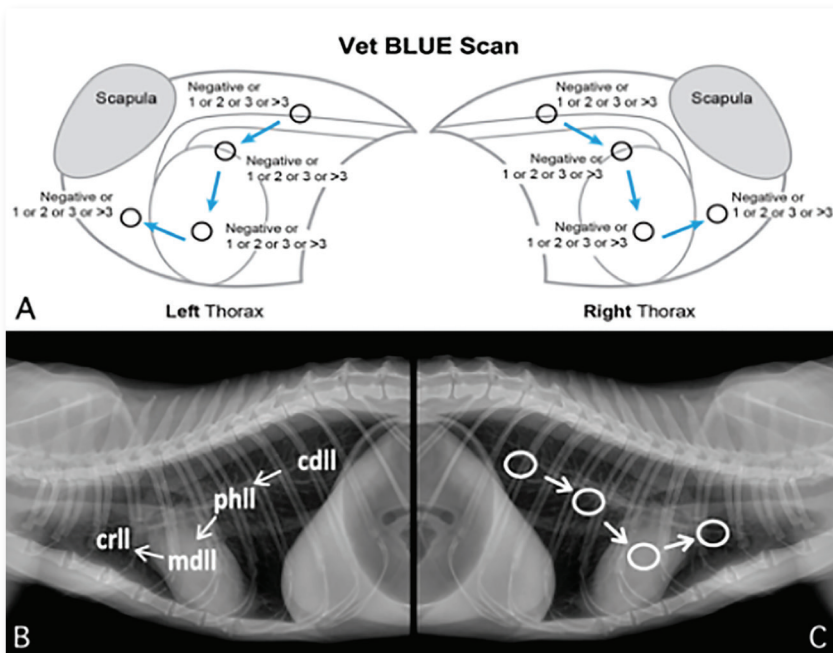 Vet BLUE Scan
Scapula
Negative or
1 or 2 or 3 or >3
Negative or
1 or 2 or 3 or >3
Negative or
1 or 2 or 3 or >3
Negative or
1 or 2 or 3 or >3
Left Thorax
Scapula
Negative or
1 or 2 or 3 or >3
Negative or
1 or 2 or 3 or >3
Negative or
1 or 2 or 3 or >3
Negative or
1 or 2 or 3 or >3
Right Thorax
A
cdll
phll
mdll
crll
B
C